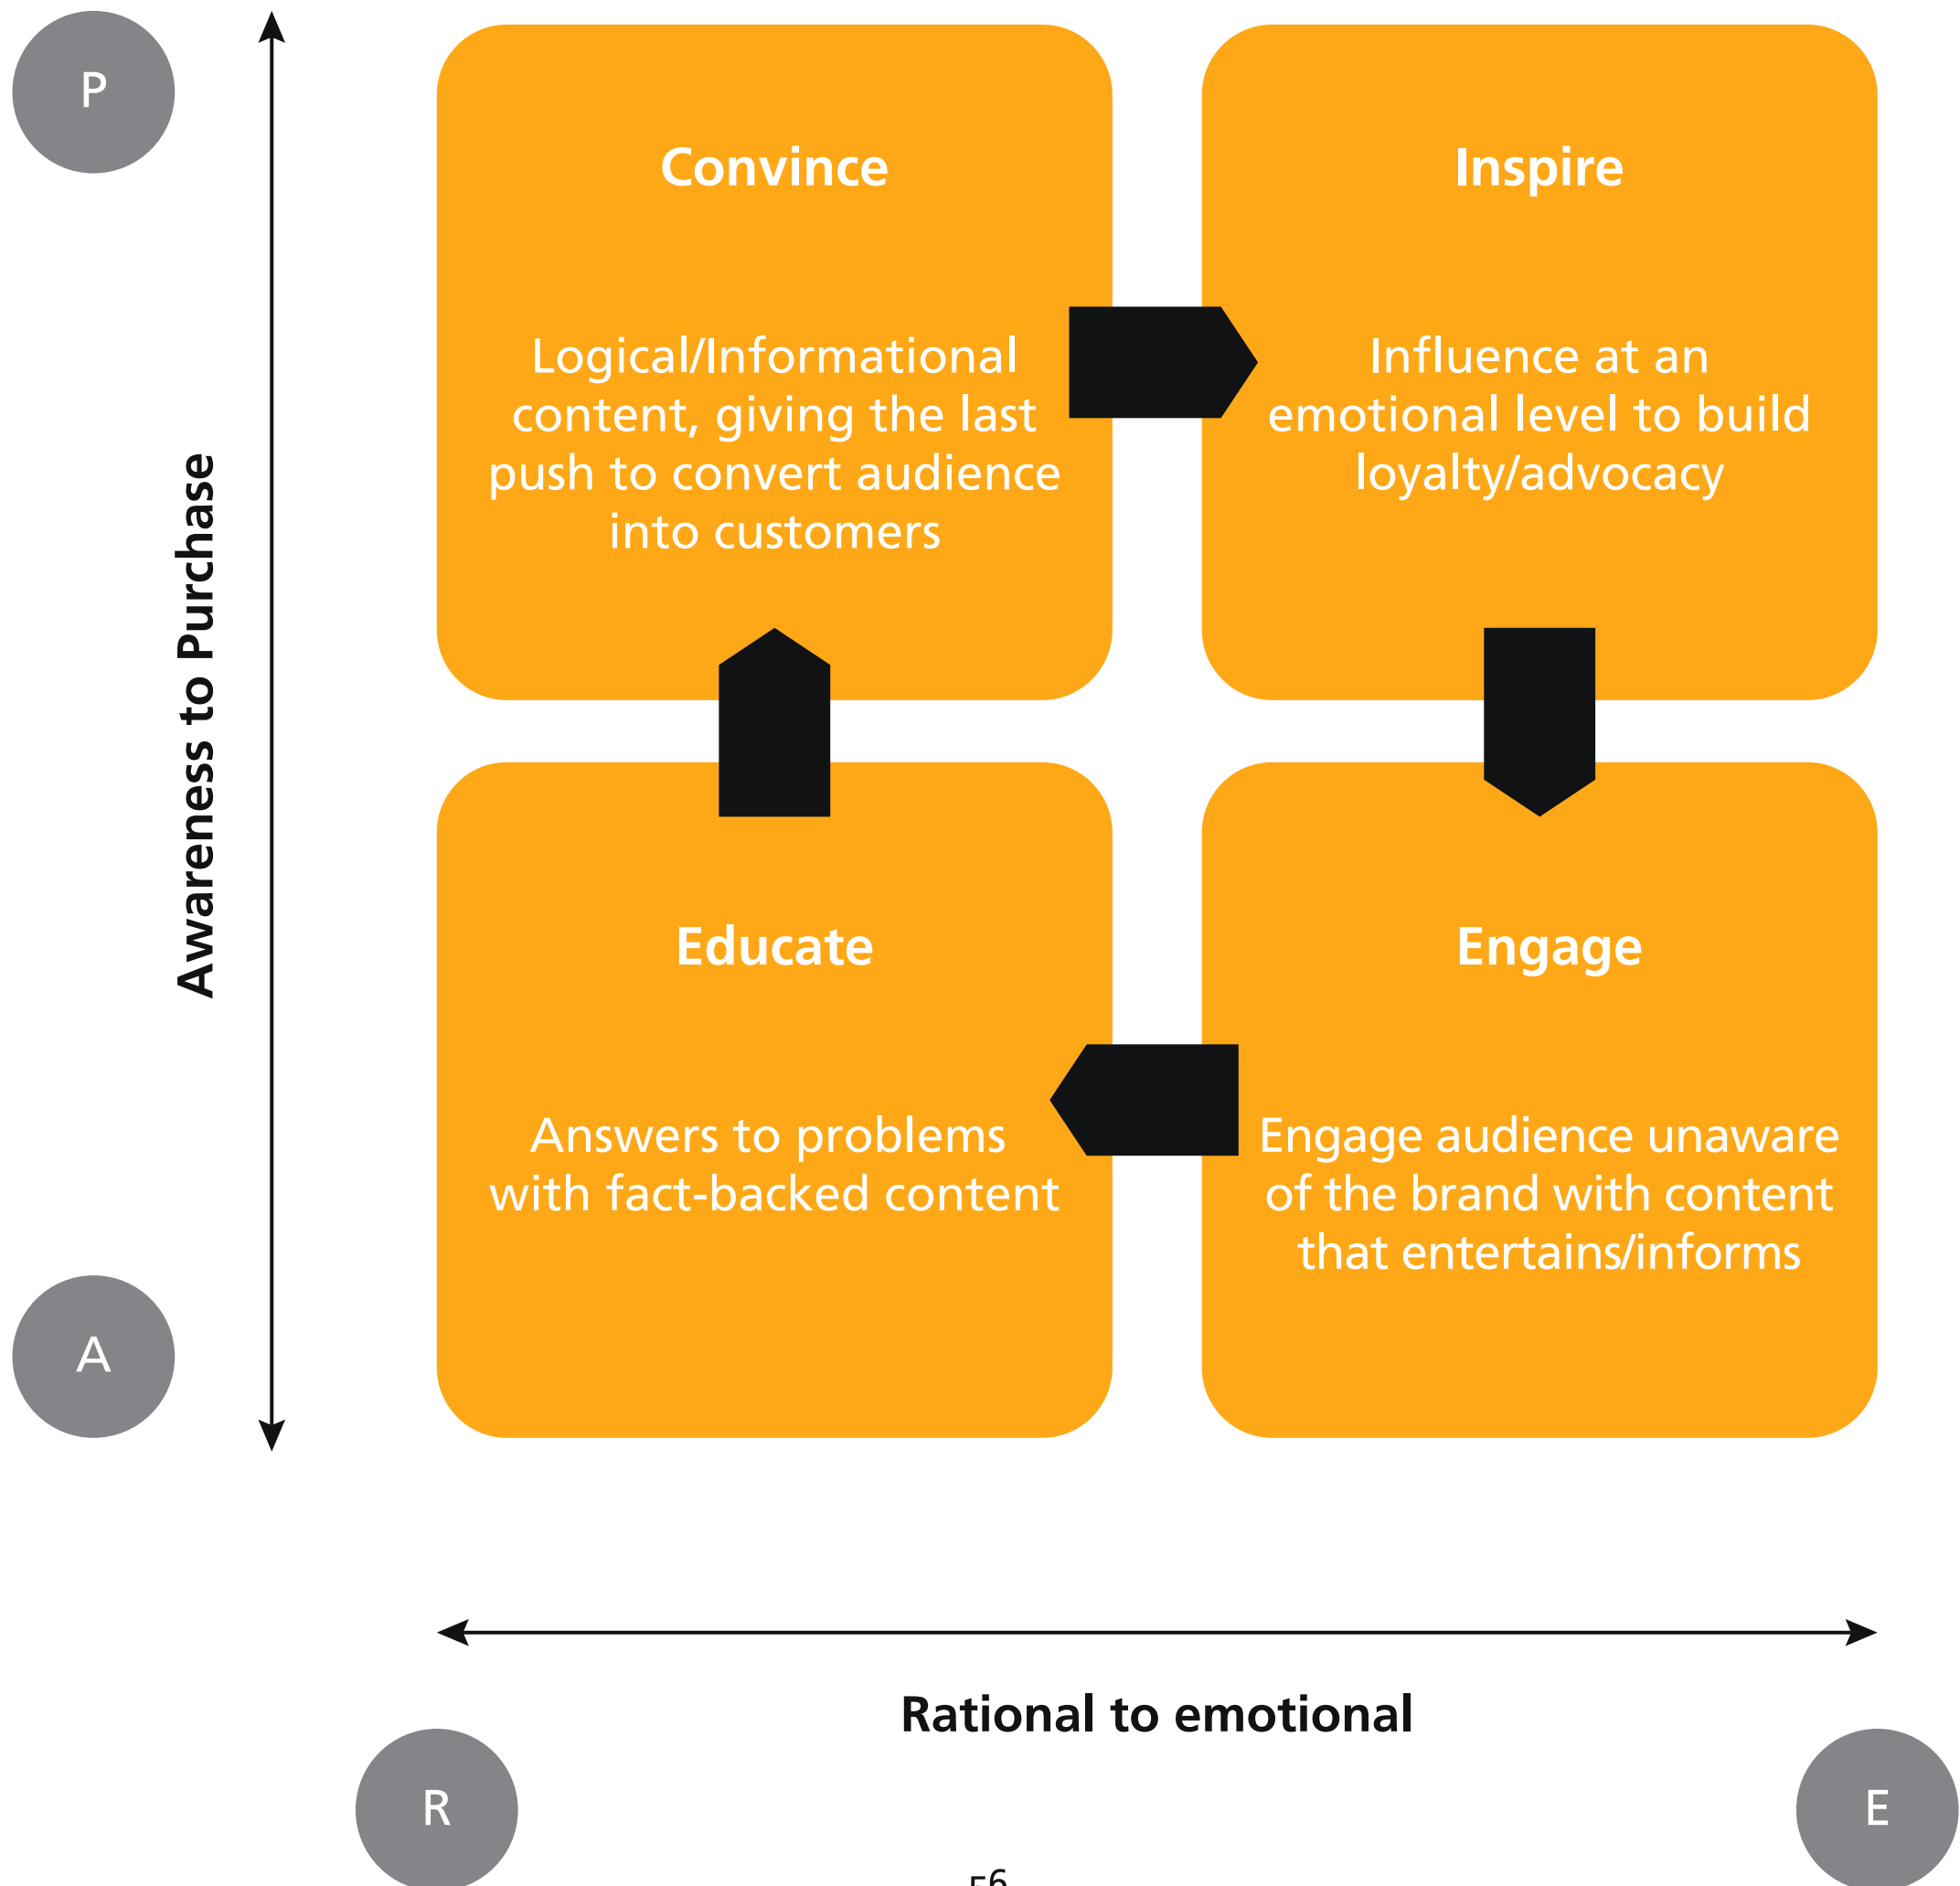 P
Convince
Inspire
Logical/Informational
content, giving the last
push to convert audience
into customers
Influence at an
emotional level to build
loyalty/advocacy
Awareness to Purchase
Educate
Engage
Answers to problems
with fact-backed content
Engage audience unaware
of the brand with content
that entertains/informs
A
Rational to emotional
R
E